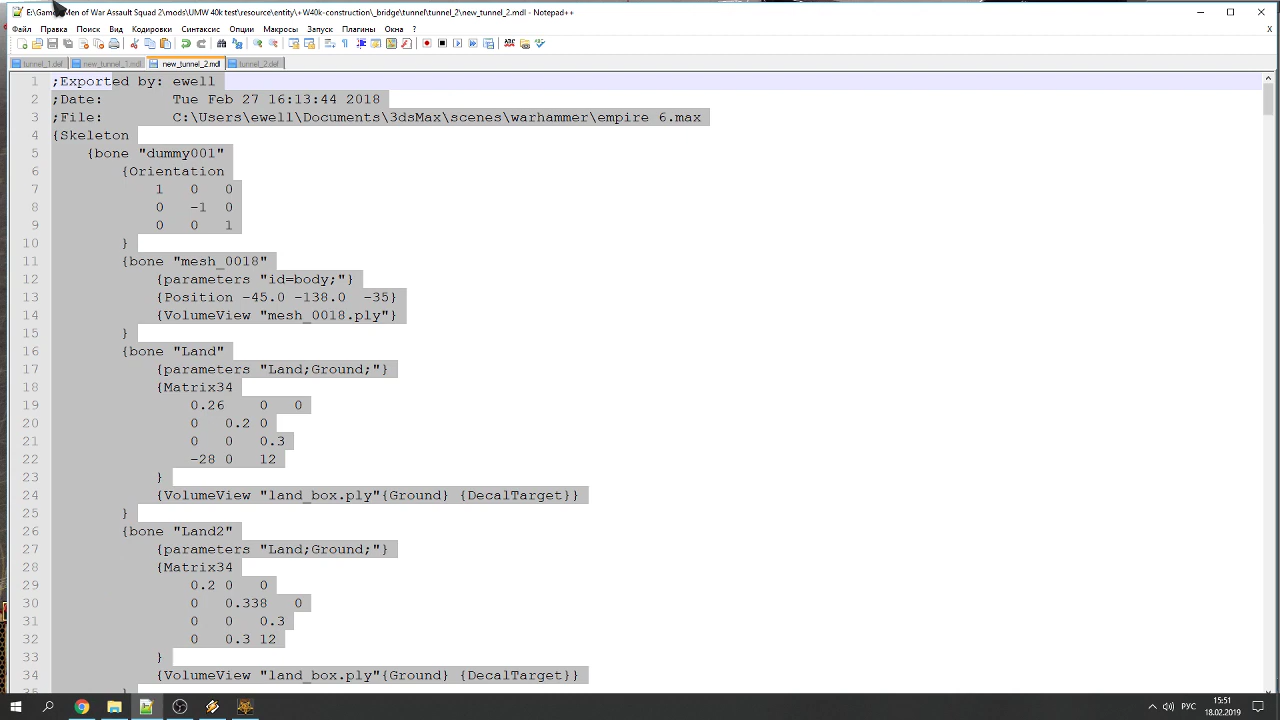 E:\Games\Men of War Assault Squad 2\mods\UMW 40k test\resource\entity\+W40k-construction\_bridge\tunnel\tunnel_2\new_tunnel_2.mdl - Notepad++
Файл Правка Поиск Вид Кодировки Синтаксис Опции Макросы Запуск Плагины Окна ? X
tunnel_1.def new_tunnel_1.mdl new_tunnel_2.mdl tunnel_2.def
1 ;Exported by: ewell
2 ;Date: Tue Feb 27 16:13:44 2018
3 ;File: C:\Users\ewell\Documents\3dsMax\scenes\warhammer\empire 6.max
4 {Skeleton
5 {bone "dummy001"
6 {Orientation
7 1 0 0
8 0 -1 0
9 0 0 1
10 }
11 {bone "mesh_0018"
12 {parameters "id=body;"}
13 {Position -45.0 -138.0 -35}
14 {VolumeView "mesh_0018.ply"}
15 }
16 {bone "Land"
17 {parameters "Land;Ground;"}
18 {Matrix34
19 0.26 0 0
20 0 0.2 0
21 0 0 0.3
22 -28 0 12
23 }
24 {VolumeView "land_box.ply"{Ground} {DecalTarget}}
25 }
26 {bone "Land2"
27 {parameters "Land;Ground;"}
28 {Matrix34
29 0.2 0 0
30 0 0.338 0
31 0 0 0.3
32 0 0.3 12
33 }
34 {VolumeView "land_box.ply"{Ground} {DecalTarget}}
35 }
РУС
15:51
18.02.2019